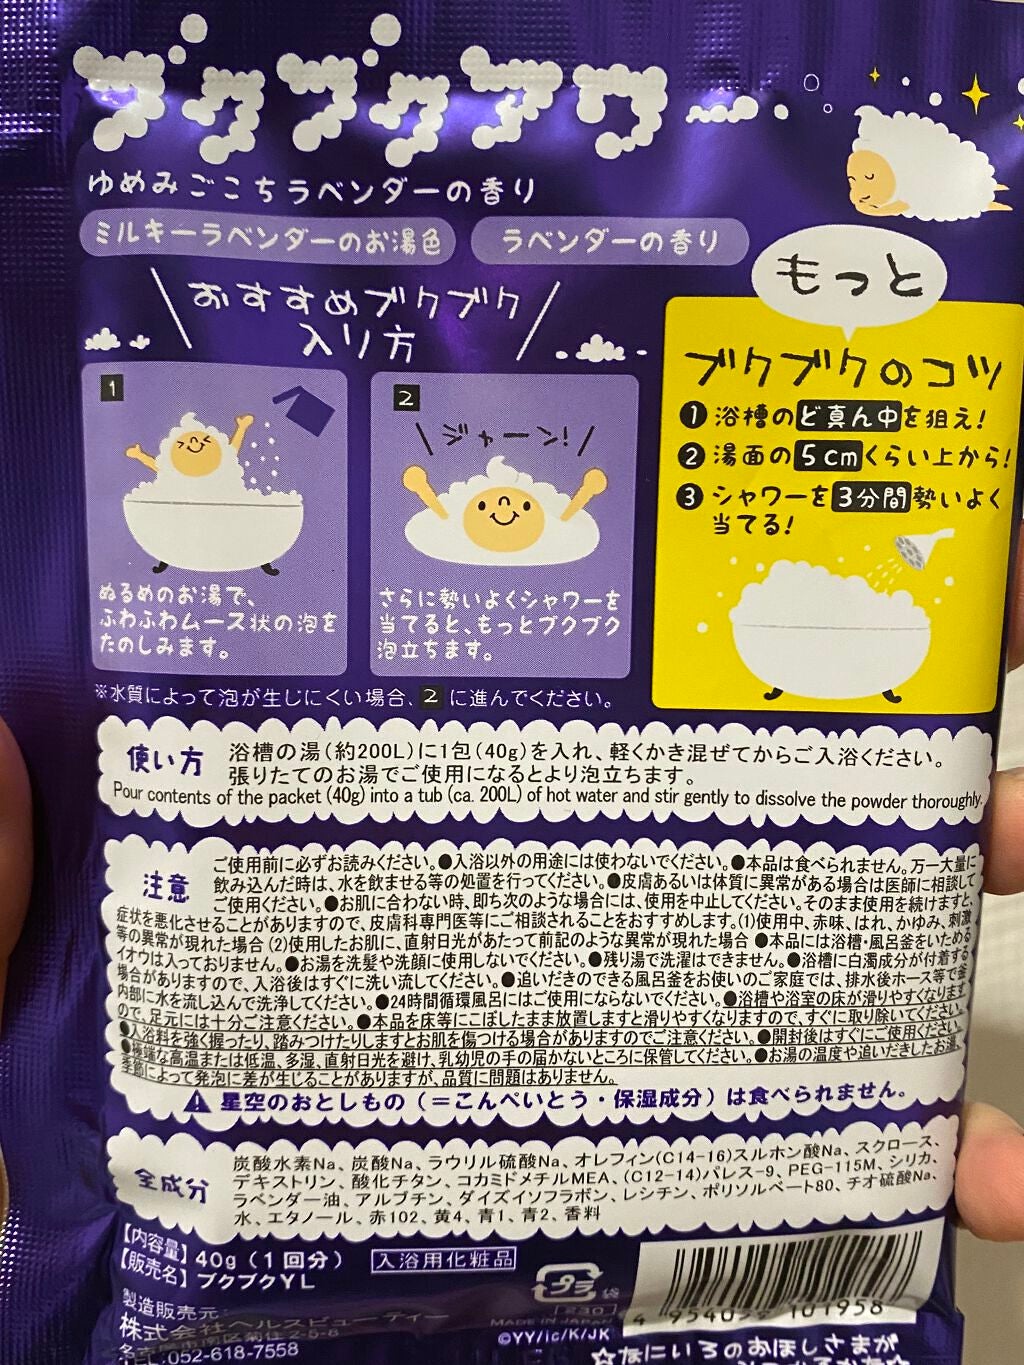 ブクブクアワー
ゆめみごこちラベンダーの香り
ミルキーラベンダーのお湯色
ラベンダーの香り
おすすめブクブク
入り方
1
ぬるめのお湯で、
ふわふわムース状の泡を
たのしみます。
2
ジャーン!
さらに勢いよくシャワーを
当てると、もっとブクブク
泡立ちます。
※水質によって泡が生じにくい場合、2 に進んでください。
もっと
ブクブクのコツ
❶ 浴槽のど真ん中を狙え!
❷ 湯面の5cmくらい上から!
❸ シャワーを3分間勢いよく
当てる!
使い方
浴槽の湯(約200L)に1包(40g)を入れ、軽くかき混ぜてからご入浴ください。
張りたてのお湯でご使用になるとより泡立ちます。
Pour contents of the packet (40g) into a tub (ca. 200L) of hot water and stir gently to dissolve the powder thoroughly.
注意
ご使用前に必ずお読みください。●入浴以外の用途には使わないでください。●本品は食べられません。万一大量に
飲み込んだ時は、水を飲ませる等の処置を行ってください。●皮膚あるいは体質に異常がある場合は医師に相談して
ご使用ください。●お肌に合わない時、即ち次のような場合には、使用を中止してください。そのまま使用を続けますと、
症状を悪化させることがありますので、皮膚科専門医等にご相談されることをおすすめします。(1)使用中、赤味、はれ、かゆみ、刺激
等の異常が現れた場合 (2)使用したお肌に、直射日光があたって前記のような異常が現れた場合 ●本品には浴槽・風呂釜をいためる
イオウは入っておりません。●お湯を洗髪や洗顔に使用しないでください。●残り湯で洗濯はできません。●浴槽に白濁成分が付着する
場合がありますので、入浴後はすぐに洗い流してください。●追いだきのできる風呂釜をお使いのご家庭では、排水後ホース等で釜
内部に水を流し込んで洗浄してください。●24時間循環風呂にはご使用にならないでください。●浴槽や浴室の床が滑りやすくなります
ので、足元には十分ご注意ください。●本品を床等にこぼしたまま放置しますと滑りやすくなりますので、すぐに取り除いてください。
●入浴料を強く握ったり、踏みつけたりしますとお肌を傷つける場合がありますのでご注意ください。●開封後はすぐにご使用ください。
●極端な高温または低温、多湿、直射日光を避け、乳幼児の手の届かないところに保管してください。●お湯の温度や追いだきしたお湯、
季節によって発泡に差が生じることがありますが、品質に問題はありません。
⚠ 星空のおとしもの(=こんぺいとう・保湿成分)は食べられません。
全成分
炭酸水素Na、炭酸Na、ラウリル硫酸Na、オレフィン(C14-16)スルホン酸Na、スクロース、
デキストリン、酸化チタン、コカミドメチルMEA、(C12-14)パレス-9、PEG-115M、シリカ、
ラベンダー油、アルブチン、ダイズイソフラボン、レシチン、ポリソルベート80、チオ硫酸Na、
水、エタノール、赤102、黄4、青1、青2、香料
【内容量】40g(1回分)
入浴用化粧品
【販売名】ブクブクYL
製造販売元:
株式会社ヘルスビューティー
052-618-7558
プラ
袋
230
MADE IN JAPAN
©YY/ic/K/JK
101958
☆なにいろのおほしさまが